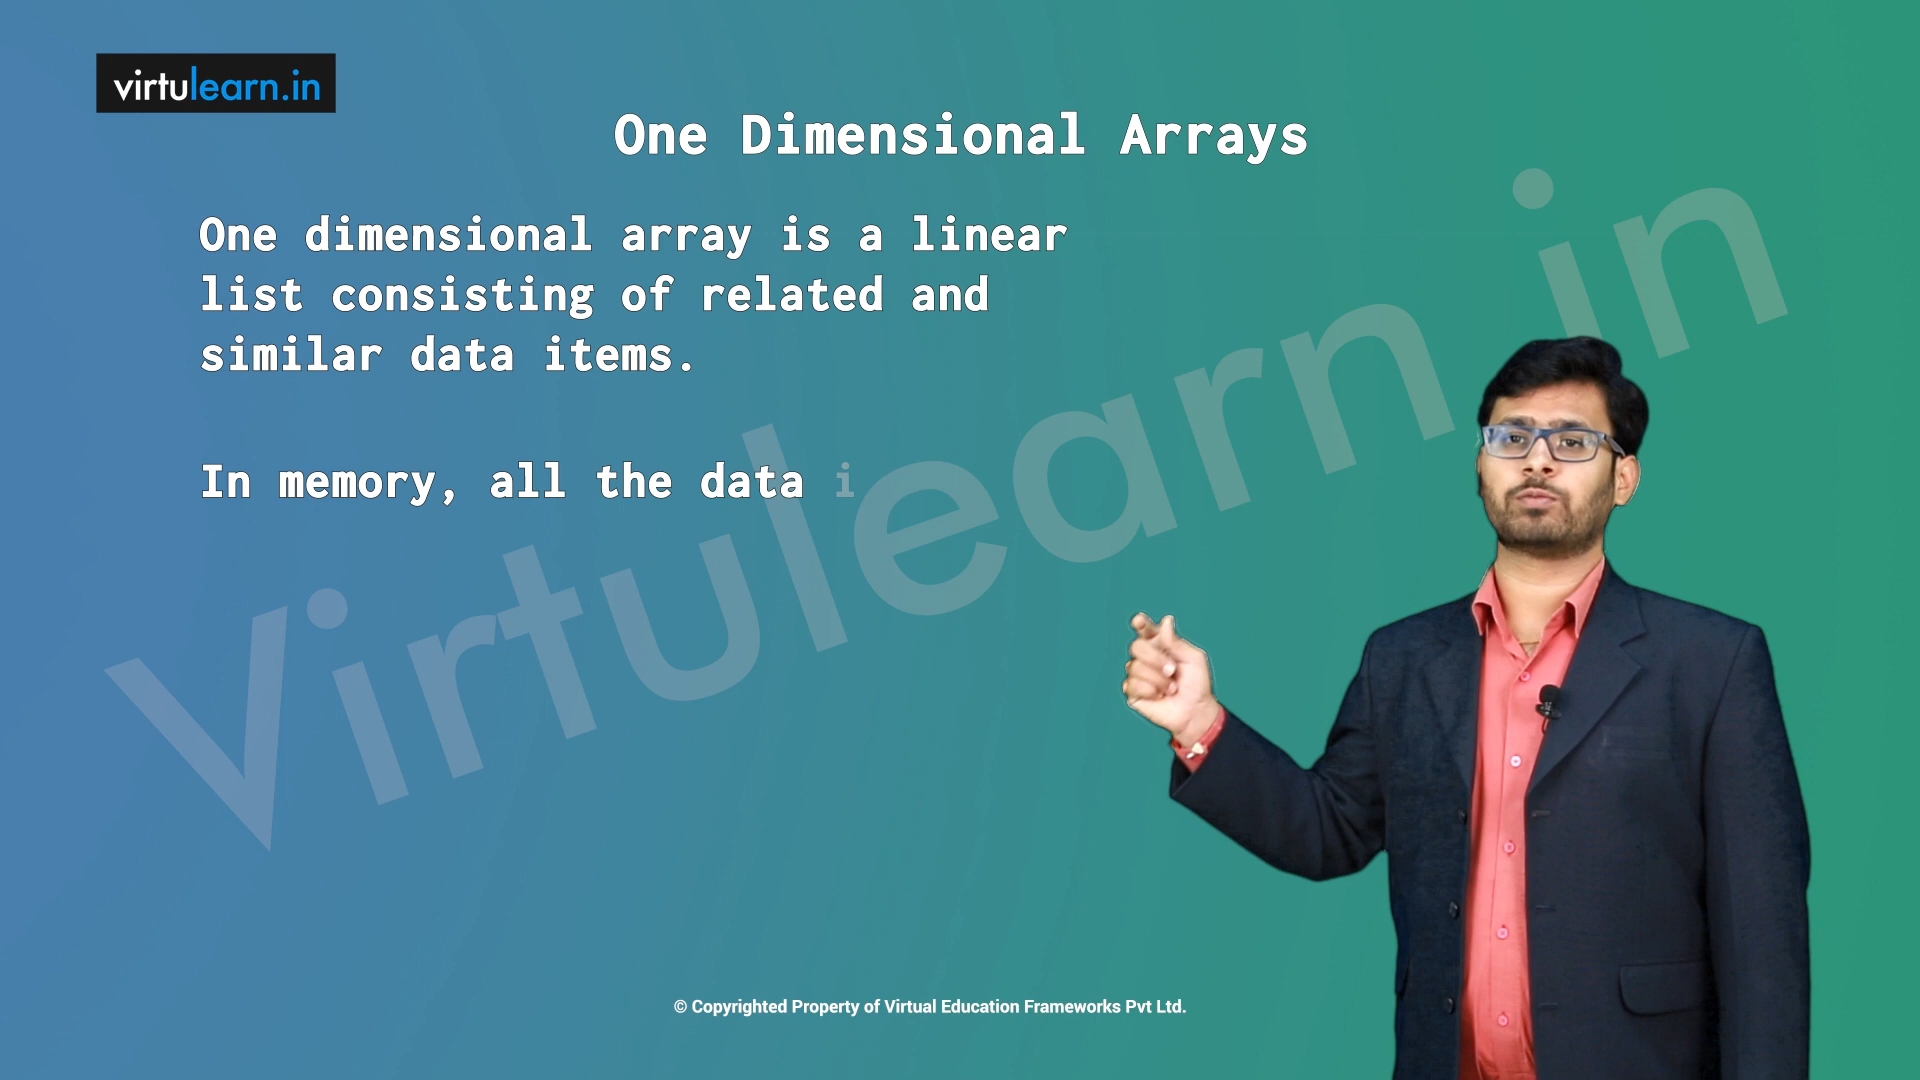 virtulearn.in
One Dimensional Arrays
One dimensional array is a linear
list consisting of related and
similar data items.
In memory, all the data i
Virtulearn.in
© Copyrighted Property of Virtual Education Frameworks Pvt Ltd.